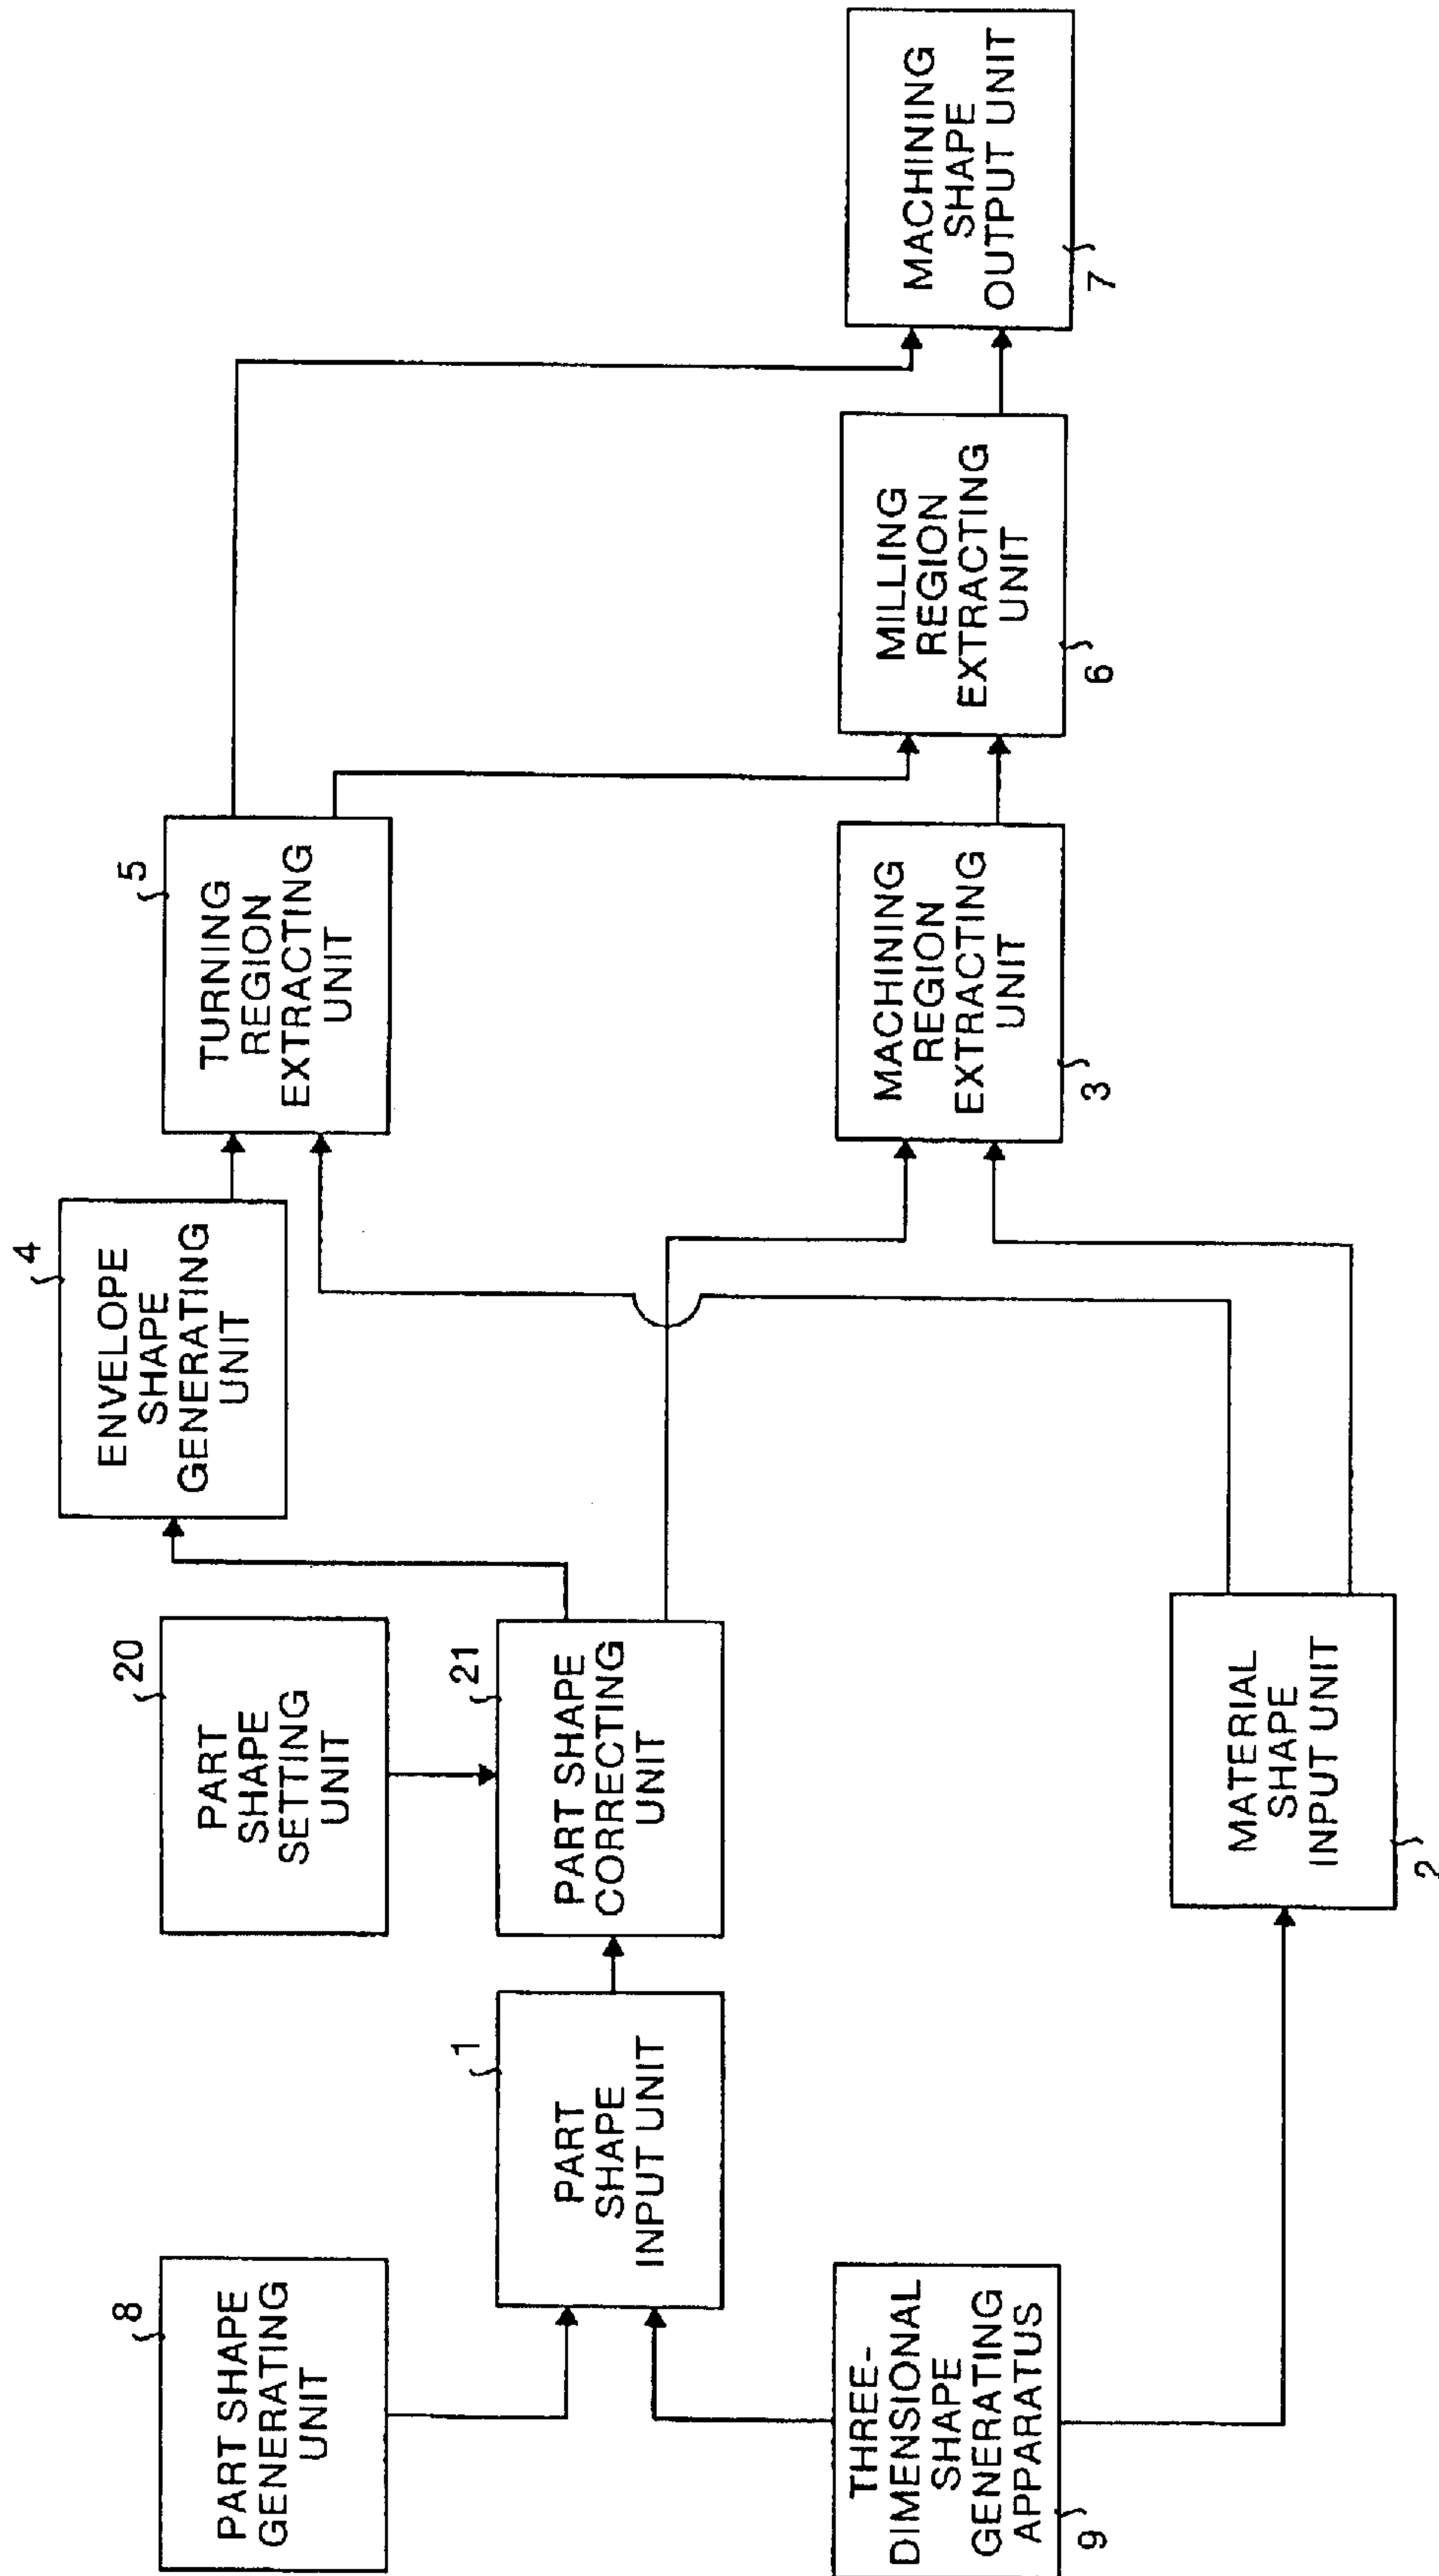 8
PART SHAPE
GENERATING
UNIT
THREE-
DIMENSIONAL
SHAPE
GENERATING
APPARATUS
9
1
PART
SHAPE
INPUT UNIT
20
PART
SHAPE
SETTING
UNIT
21
PART SHAPE
CORRECTING
UNIT
MATERIAL
SHAPE
INPUT UNIT
2
4
ENVELOPE
SHAPE
GENERATING
UNIT
5
TURNING
REGION
EXTRACTING
UNIT
MACHINING
REGION
EXTRACTING
UNIT
3
MILLING
REGION
EXTRACTING
UNIT
6
MACHINING
SHAPE
OUTPUT UNIT
7